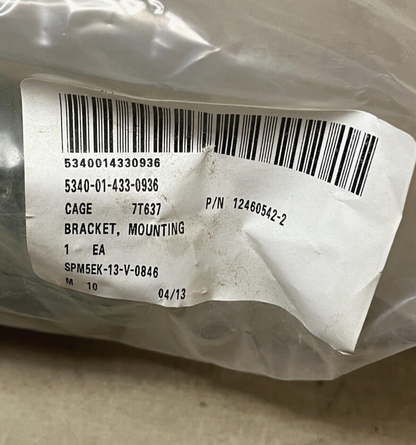 5340014330936
5340-01-433-0936
CAGE 7T637 P/N 12460542-2
BRACKET, MOUNTING
1 EA
SPM5EK-13-V-0846
M 10 04/13